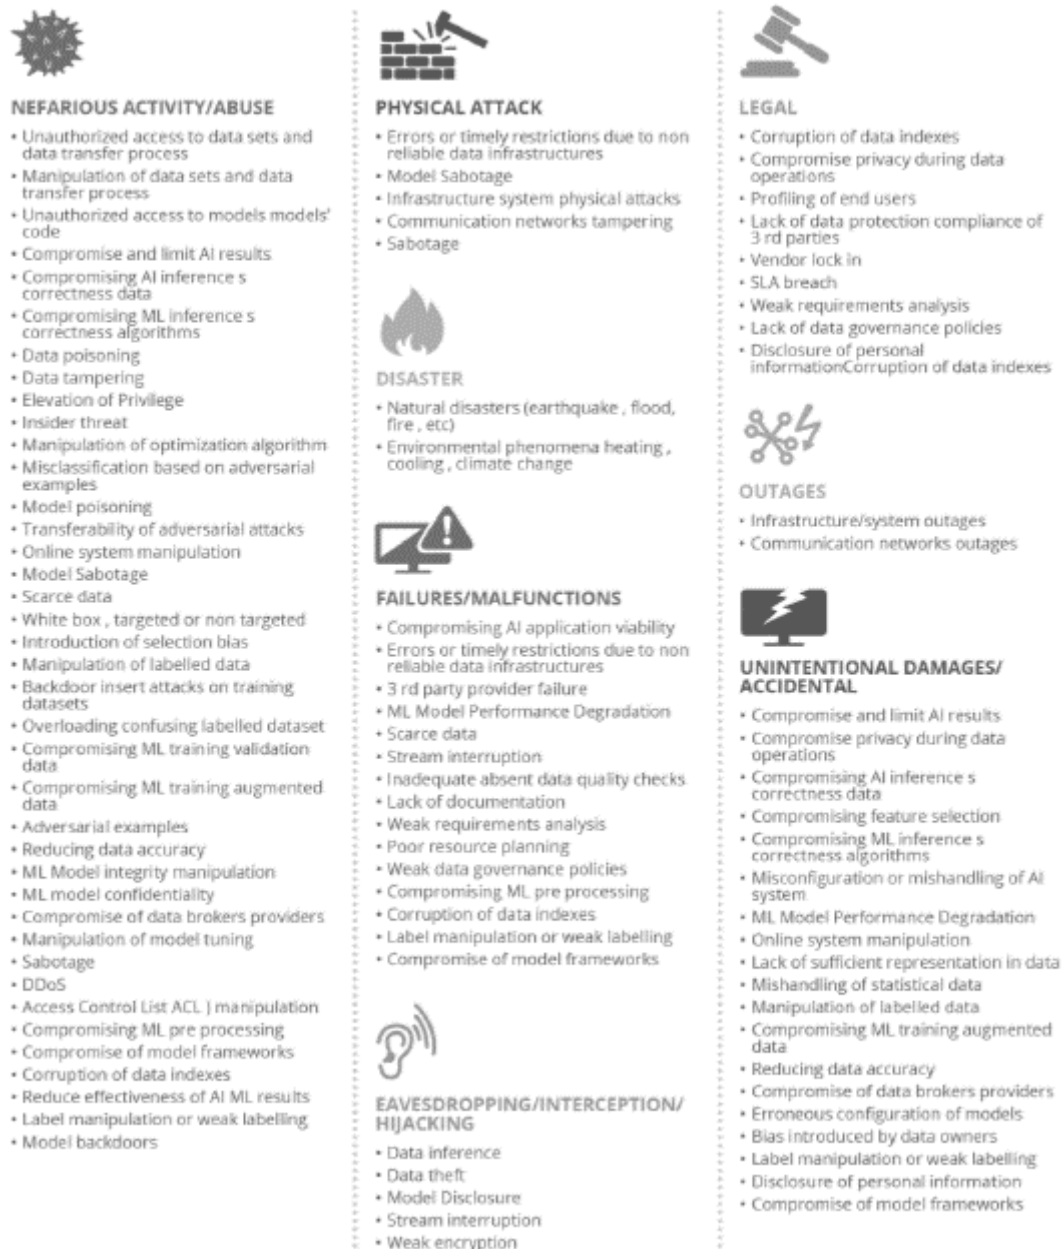 NEFARIOUS ACTIVITY/ABUSE
• Unauthorized access to data sets and
data transfer process
• Manipulation of data sets and data
transfer process
• Unauthorized access to models models'
code
• Compromise and limit AI results
• Compromising AI inference s
correctness data
• Compromising ML inference s
correctness algorithms
• Data poisoning
• Data tampering
• Elevation of Privilege
• Insider threat
• Manipulation of optimization algorithm
• Misclassification based on adversarial
examples
• Model poisoning
• Transferability of adversarial attacks
• Online system manipulation
• Model Sabotage
• Scarce data
• White box , targeted or non targeted
• Introduction of selection bias
• Manipulation of labelled data
• Backdoor insert attacks on training
datasets
• Overloading confusing labelled dataset
• Compromising ML training validation
data
• Compromising ML training augmented
data
• Adversarial examples
• Reducing data accuracy
• ML Model integrity manipulation
• ML model confidentiality
• Compromise of data brokers providers
• Manipulation of model tuning
• Sabotage
• DDoS
• Access Control List ACL ) manipulation
• Compromising ML pre processing
• Compromise of model frameworks
• Corruption of data indexes
• Reduce effectiveness of AI ML results
• Label manipulation or weak labelling
• Model backdoors
PHYSICAL ATTACK
• Errors or timely restrictions due to non
reliable data infrastructures
• Model Sabotage
• Infrastructure system physical attacks
• Communication networks tampering
• Sabotage
DISASTER
• Natural disasters (earthquake , flood,
fire , etc)
• Environmental phenomena heating ,
cooling , climate change
FAILURES/MALFUNCTIONS
• Compromising AI application viability
• Errors or timely restrictions due to non
reliable data infrastructures
• 3 rd party provider failure
• ML Model Performance Degradation
• Scarce data
• Stream interruption
• Inadequate absent data quality checks
• Lack of documentation
• Weak requirements analysis
• Poor resource planning
• Weak data governance policies
• Compromising ML pre processing
• Corruption of data indexes
• Label manipulation or weak labelling
• Compromise of model frameworks
EAVESDROPPING/INTERCEPTION/
HIJACKING
• Data inference
• Data theft
• Model Disclosure
• Stream interruption
• Weak encryption
LEGAL
• Corruption of data indexes
• Compromise privacy during data
operations
• Profiling of end users
• Lack of data protection compliance of
3 rd parties
• Vendor lock in
• SLA breach
• Weak requirements analysis
• Lack of data governance policies
• Disclosure of personal
informationCorruption of data indexes
OUTAGES
• Infrastructure/system outages
• Communication networks outages
UNINTENTIONAL DAMAGES/
ACCIDENTAL
• Compromise and limit AI results
• Compromise privacy during data
operations
• Compromising AI inference s
correctness data
• Compromising feature selection
• Compromising ML inference s
correctness algorithms
• Misconfiguration or mishandling of AI
system
• ML Model Performance Degradation
• Online system manipulation
• Lack of sufficient representation in data
• Mishandling of statistical data
• Manipulation of labelled data
• Compromising ML training augmented
data
• Reducing data accuracy
• Compromise of data brokers providers
• Erroneous configuration of models
• Bias introduced by data owners
• Label manipulation or weak labelling
• Disclosure of personal information
• Compromise of model frameworks